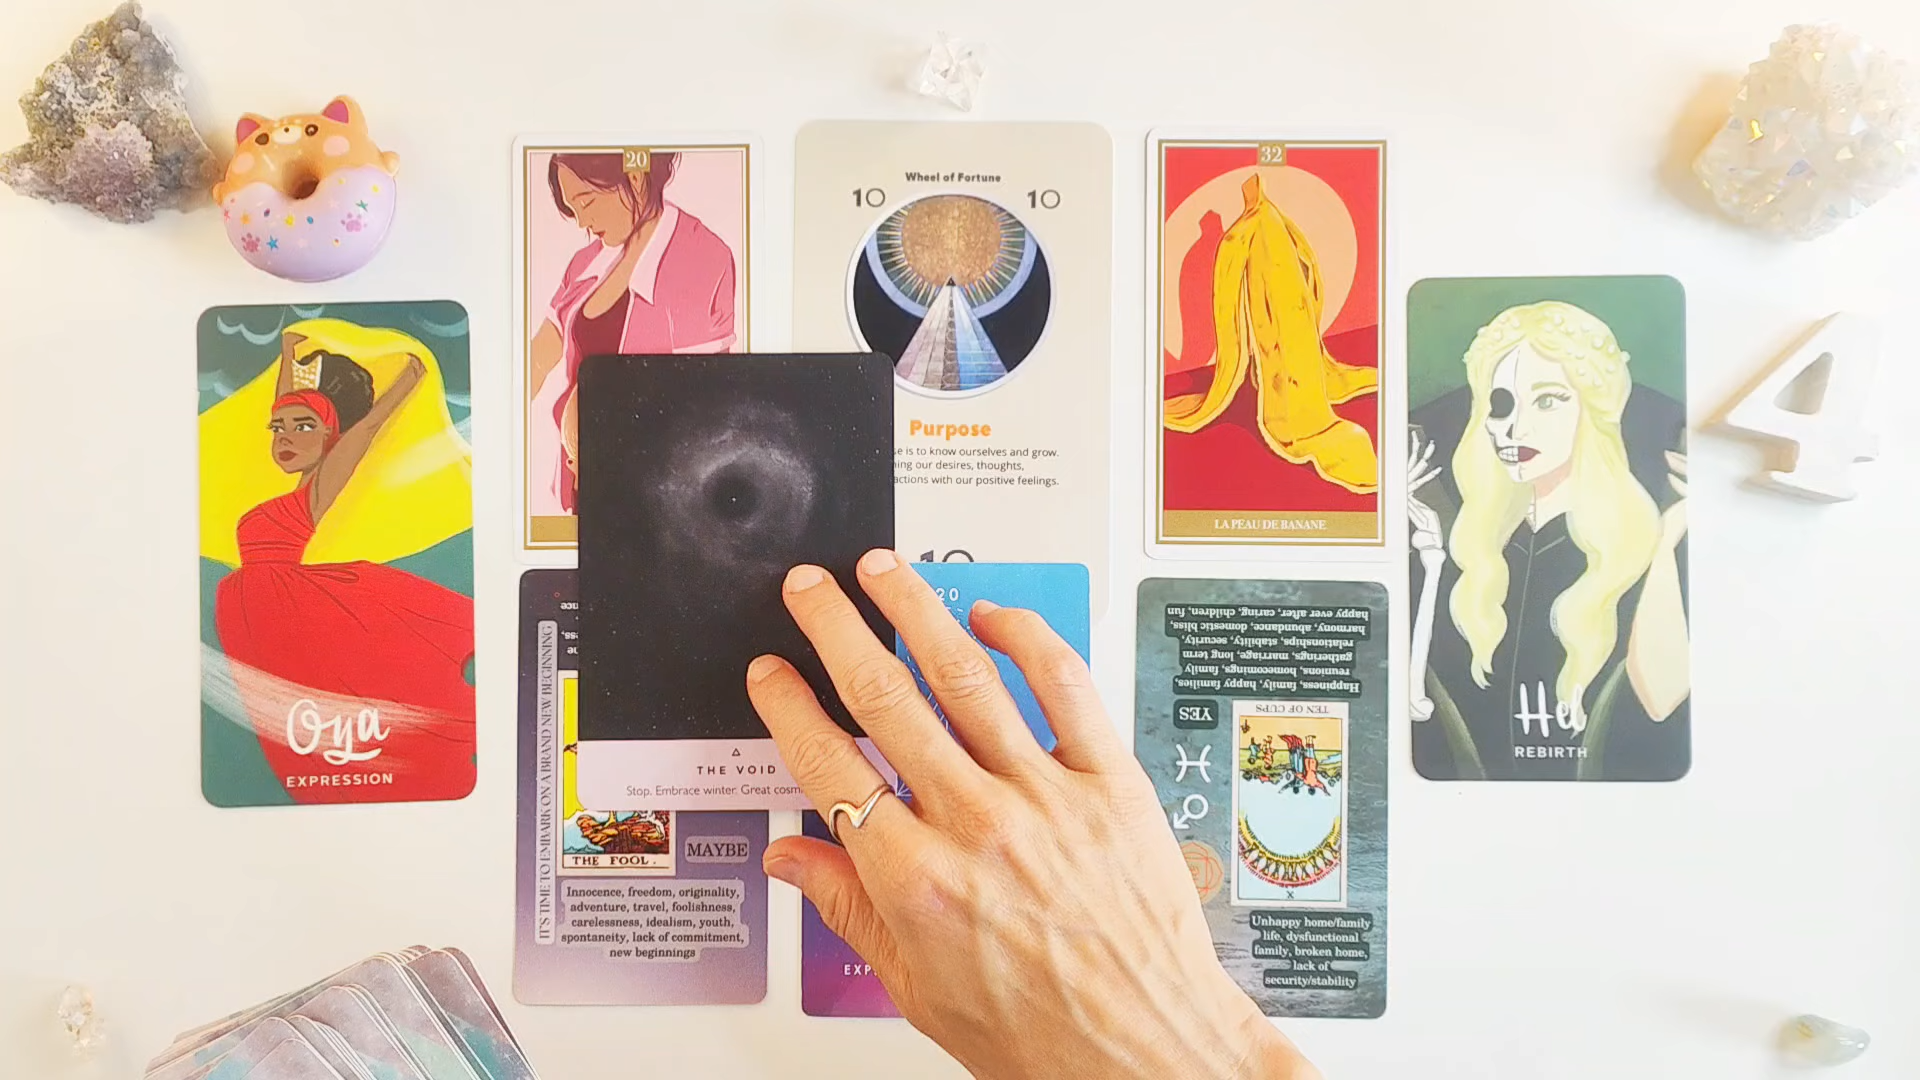 20
Wheel of Fortune
10
10
Purpose
is to know ourselves and grow.
our desires, thoughts,
actions with our positive feelings.
10
32
LA PEAU DE BANANE
Oya
EXPRESSION
THE VOID
Stop. Embrace winter. Great
20
IT'S TIME TO EMBARK ON A BRAND NEW BEGINNING
THE FOOL.
MAYBE
Innocence, freedom, originality,
adventure, travel, foolishness,
carelessness, idealism, youth,
spontaneity, lack of commitment,
new beginnings
Happiness, family, happy families,
reunions, homecomings, family
gatherings, marriage, long term
relationships, stability, security,
harmony, abundance, domestic bliss,
happy ever after, caring, children, fun
YES
TEN OF CUPS
X
Unhappy home/family
life, dysfunctional
family, broken home,
lack of
security/stability
Hel
REBIRTH
4